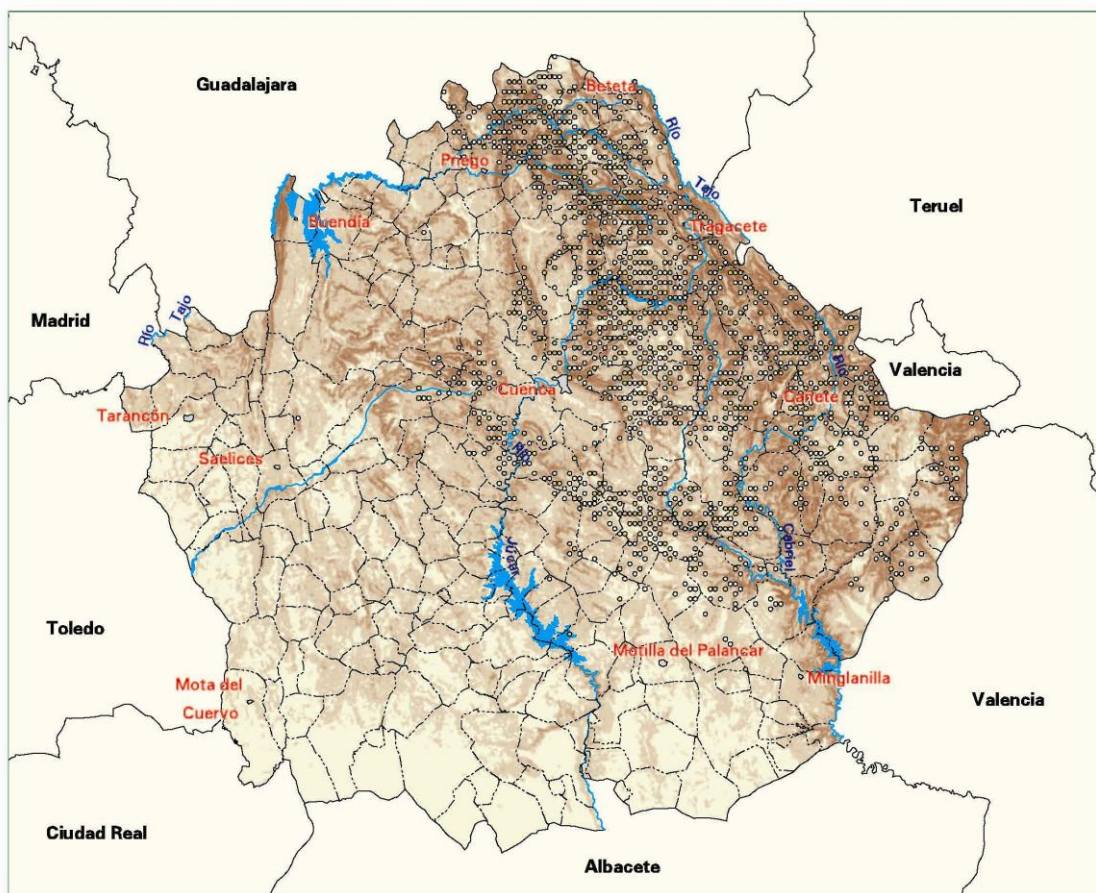 Guadalajara
Beteta
Río
Tajo
Priego
Teruel
Buendía
Tragacete
Madrid
Río
Tajo
Valencia
Río
Cuenca
Cañete
Tarancón
Saelices
Río
Júcar
Cabriel
Toledo
Motilla del Palancar
Mota del
Cuervo
Minglanilla
Valencia
Ciudad Real
Albacete